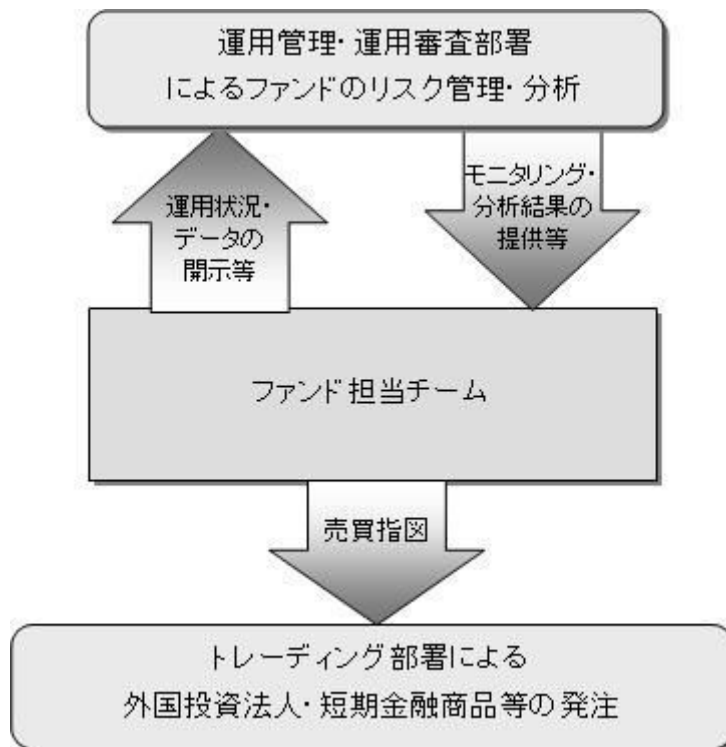 運用管理・運用審査部署
によるファンドのリスク管理・分析
運用状況・
データの
開示等
モニタリング・
分析結果の
提供等
ファンド担当チーム
売買指図
トレーディング部署による
外国投資法人・短期金融商品等の発注